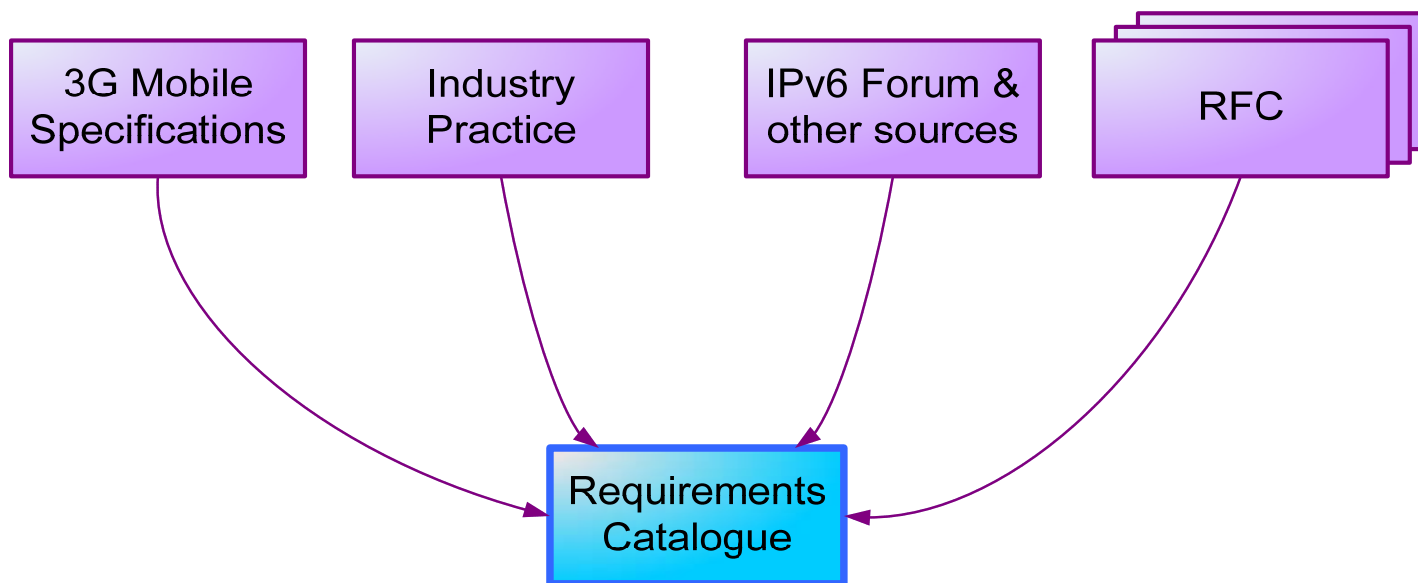 3G Mobile
Specifications
Industry
Practice
IPv6 Forum &
other sources
RFC
Requirements
Catalogue